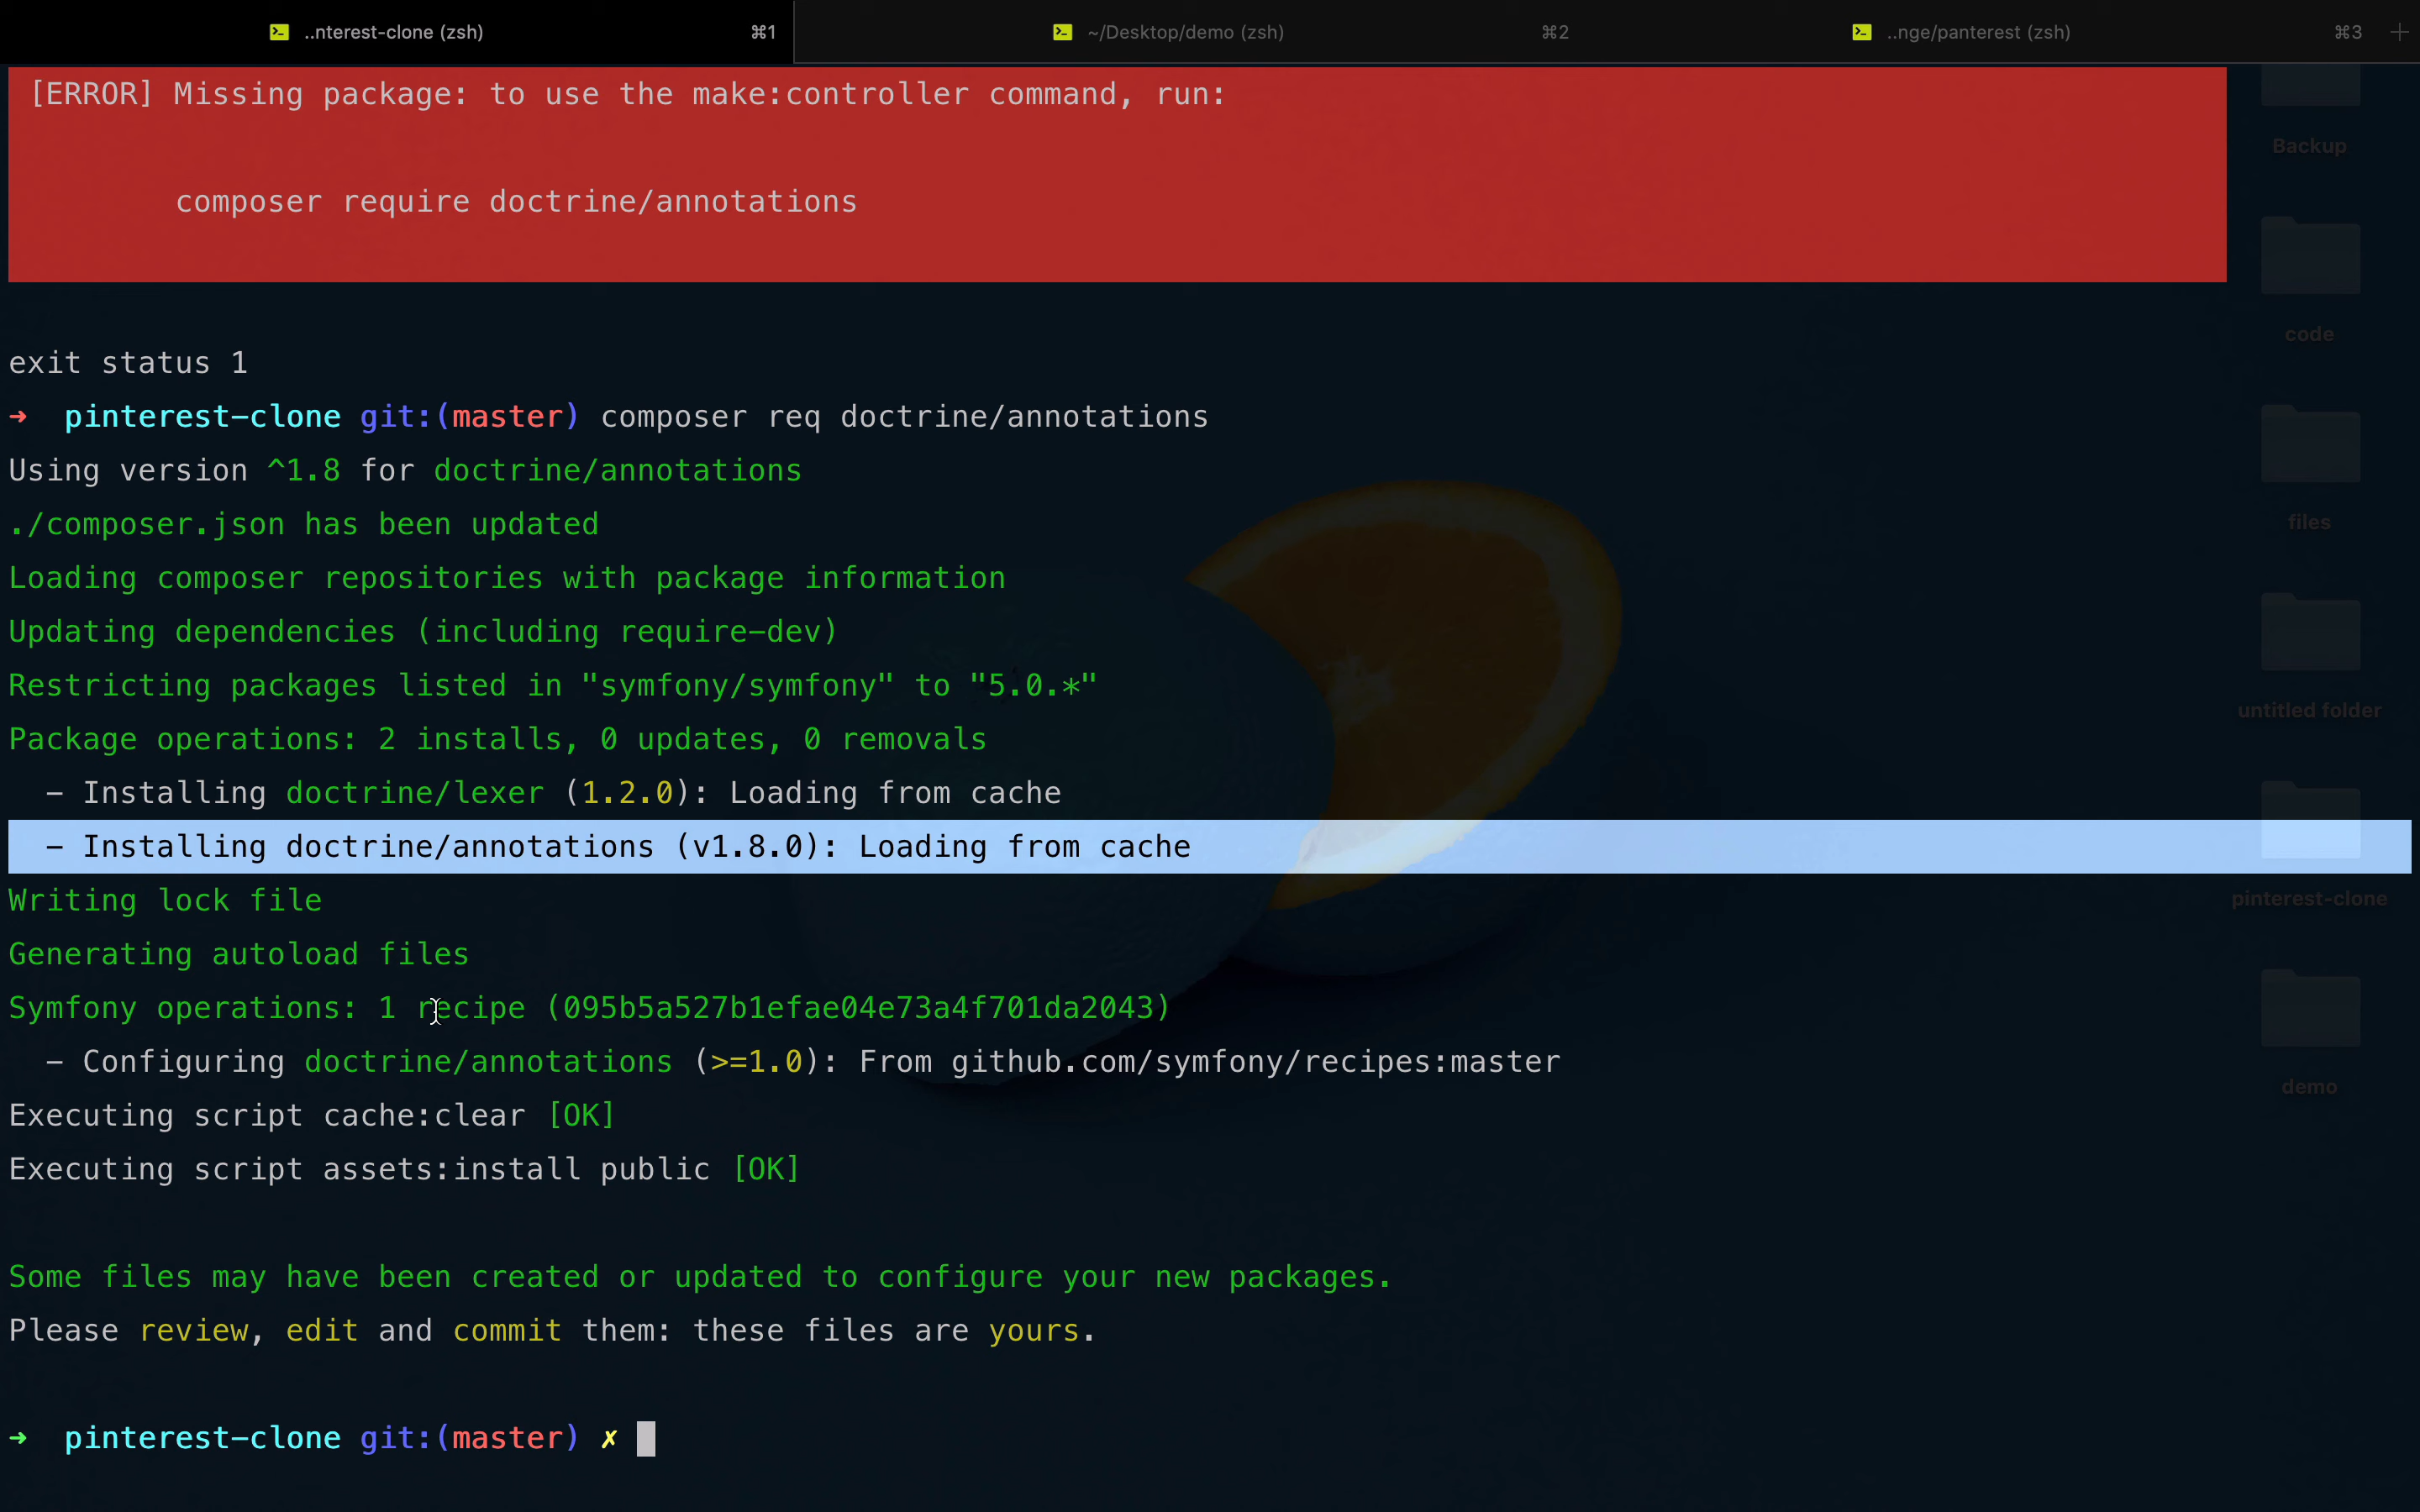 ..nterest-clone (zsh) ⌘1 ~/Desktop/demo (zsh) ⌘2 ..nge/panterest (zsh) ⌘3 +
[ERROR] Missing package: to use the make:controller command, run:
composer require doctrine/annotations
exit status 1
➜ pinterest-clone git:(master) composer req doctrine/annotations
Using version ^1.8 for doctrine/annotations
./composer.json has been updated
Loading composer repositories with package information
Updating dependencies (including require-dev)
Restricting packages listed in "symfony/symfony" to "5.0.*"
Package operations: 2 installs, 0 updates, 0 removals
- Installing doctrine/lexer (1.2.0): Loading from cache
- Installing doctrine/annotations (v1.8.0): Loading from cache
Writing lock file
Generating autoload files
Symfony operations: 1 recipe (095b5a527b1efae04e73a4f701da2043)
- Configuring doctrine/annotations (>=1.0): From github.com/symfony/recipes:master
Executing script cache:clear [OK]
Executing script assets:install public [OK]
Some files may have been created or updated to configure your new packages.
Please review, edit and commit them: these files are yours.
➜ pinterest-clone git:(master) ✗
Backup
code
files
untitled folder
pinterest-clone
demo